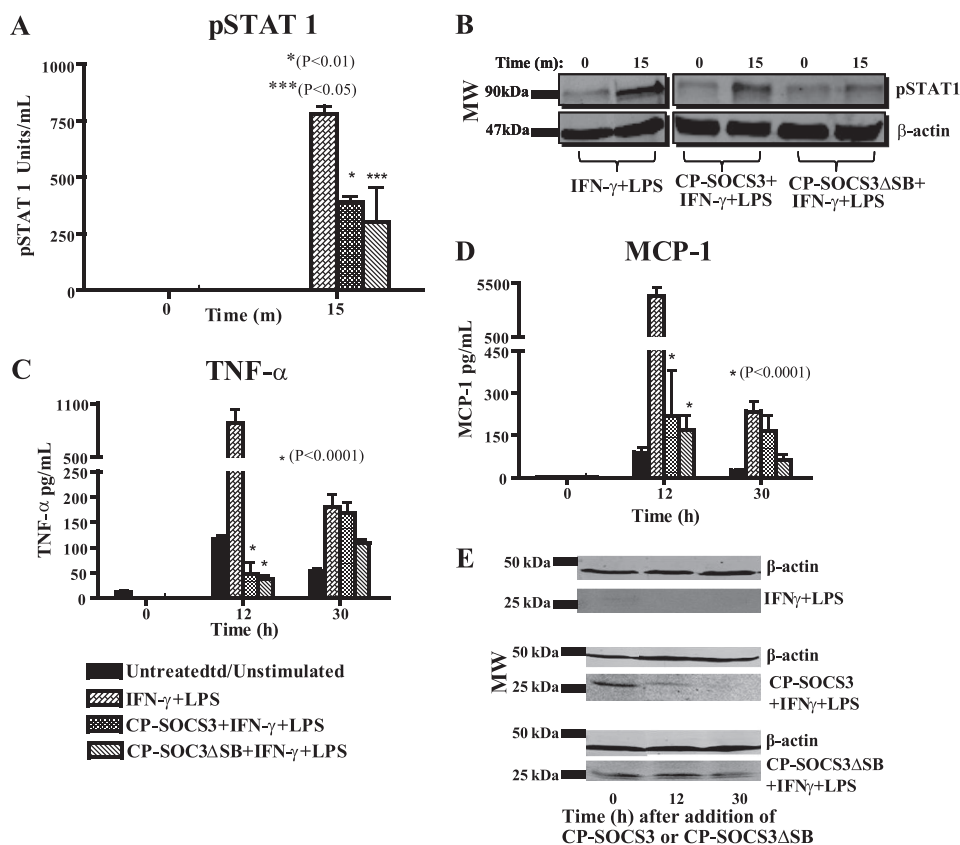 A
pSTAT 1
*(P<0.01)
***(P<0.05)
pSTAT 1 Units/mL
1000
750
500
250
0
* ***
0 15
Time (m)
B
Time (m): 0 15 0 15 0 15
MW
90kDa
pSTAT1
47kDa
β-actin
IFN-γ+LPS
CP-SOCS3+
IFN-γ+LPS
CP-SOCS3ΔSB+
IFN-γ+LPS
C
TNF-α
TNF-α pg/mL
1100
500
250
200
150
100
50
0
* (P<0.0001)
* *
0 12 30
Time (h)
Untreatedtd/Unstimulated
IFN-γ+LPS
CP-SOCS3+IFN-γ+LPS
CP-SOC3ΔSB+IFN-γ+LPS
D
MCP-1
MCP-1 pg/mL
5500
500
450
300
150
0
* (P<0.0001)
* *
0 12 30
Time (h)
E
MW
50 kDa
β-actin
25 kDa
IFNγ+LPS
50 kDa
β-actin
25 kDa
CP-SOCS3
+IFNγ+LPS
50 kDa
β-actin
25 kDa
CP-SOCS3ΔSB
+IFNγ+LPS
0 12 30
Time (h) after addition of
CP-SOCS3 or CP-SOCS3ΔSB